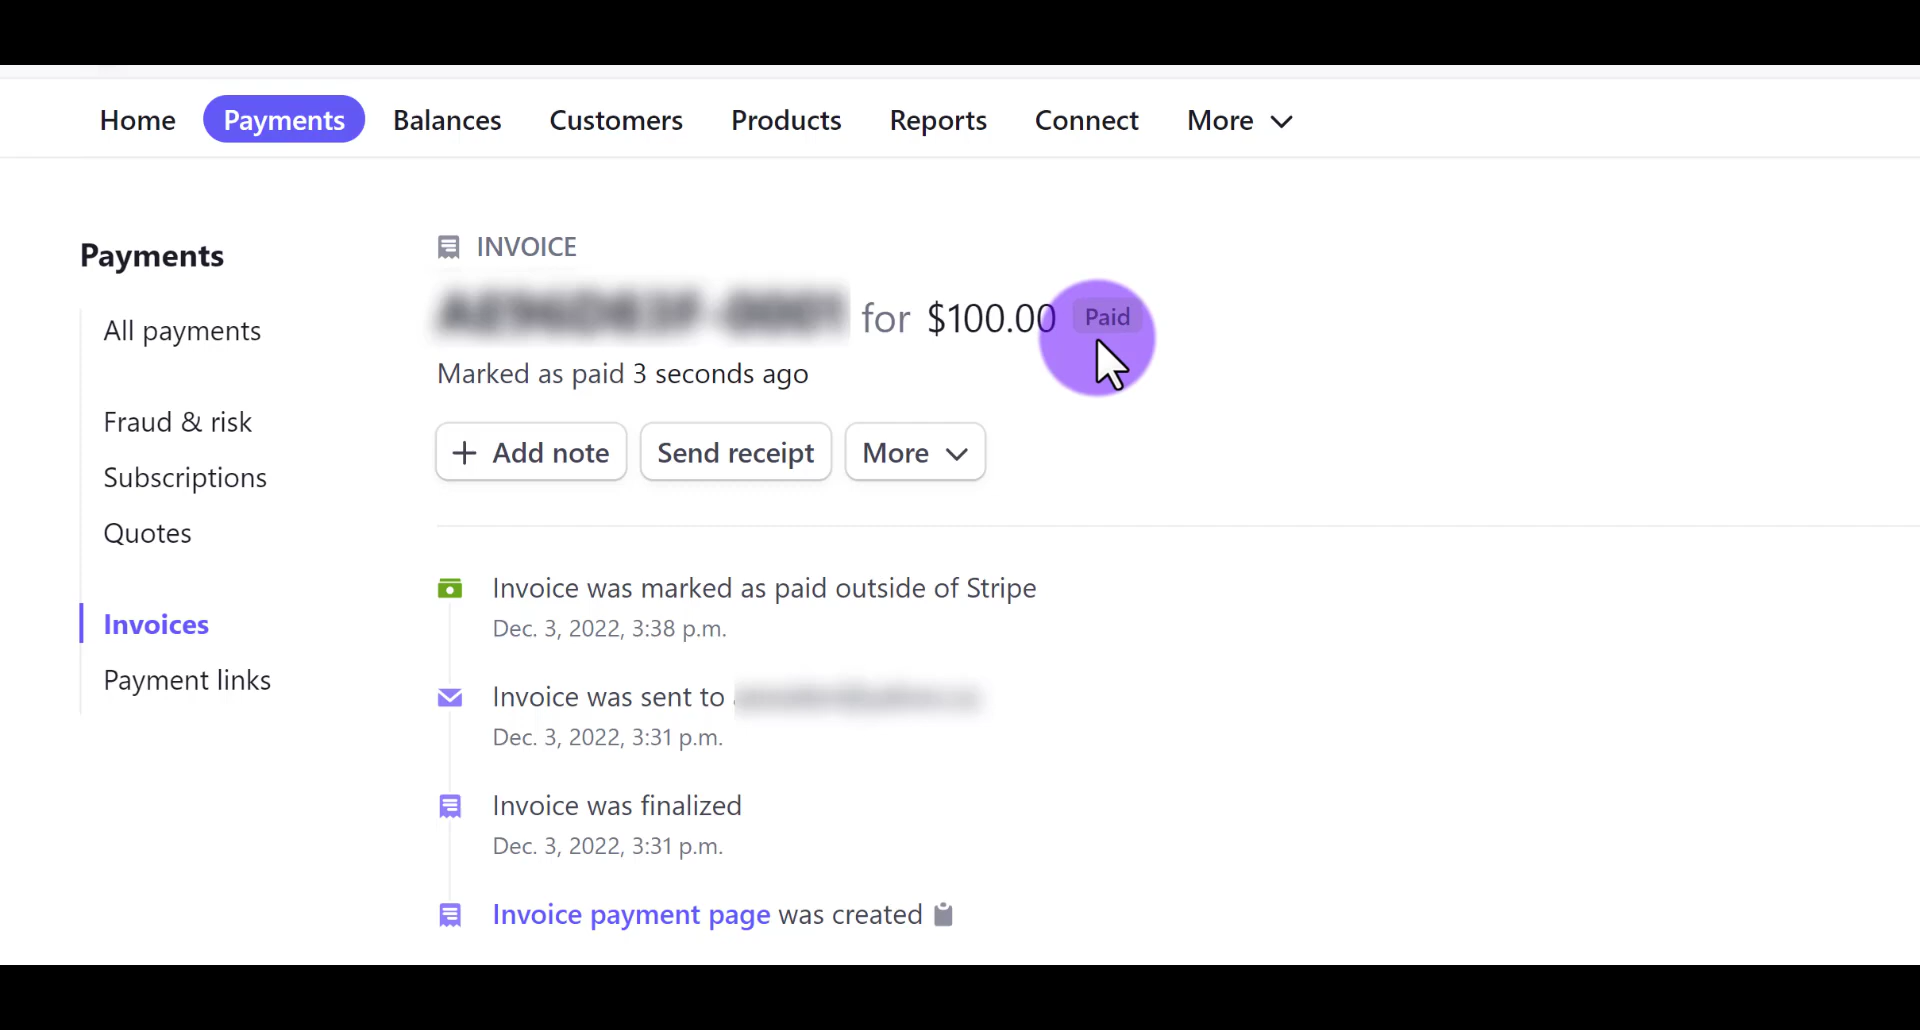 Home Payments Balances Customers Products Reports Connect More
Payments
All payments
Fraud & risk
Subscriptions
Quotes
Invoices
Payment links
INVOICE
for $100.00 Paid
Marked as paid 3 seconds ago
+ Add note Send receipt More
Invoice was marked as paid outside of Stripe
Dec. 3, 2022, 3:38 p.m.
Invoice was sent to
Dec. 3, 2022, 3:31 p.m.
Invoice was finalized
Dec. 3, 2022, 3:31 p.m.
Invoice payment page was created